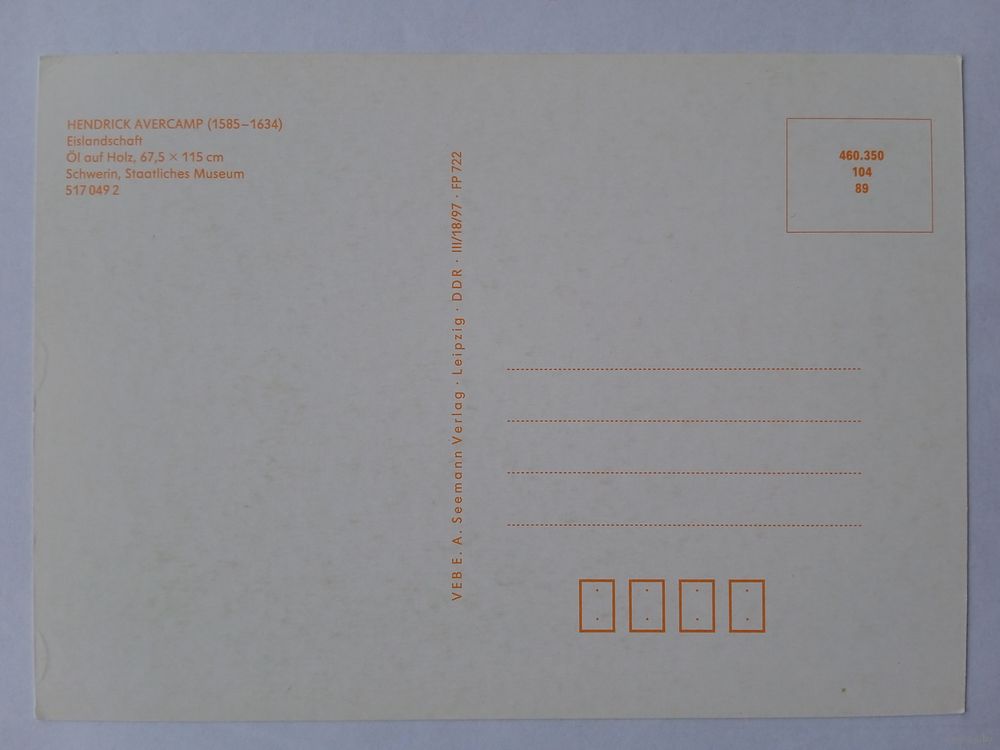 HENDRICK AVERCAMP (1585–1634)
Eislandschaft
Öl auf Holz, 67,5 × 115 cm
Schwerin, Staatliches Museum
517 049 2
VEB E. A. Seemann Verlag · Leipzig · DDR · III/18/97 · FP 722
460.350
104
89